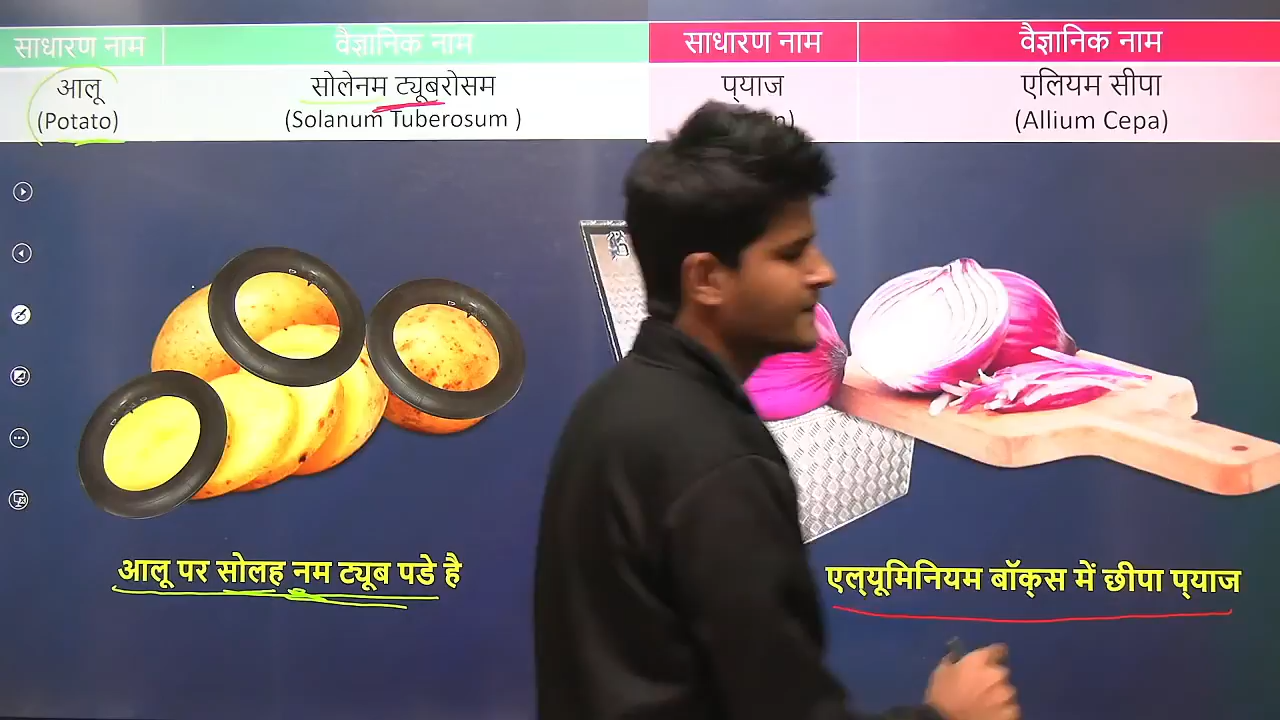 साधारण नाम
वैज्ञानिक नाम
आलू
(Potato)
सोलेनम ट्यूबरोसम
(Solanum Tuberosum )
आलू पर सोलह नम ट्यूब पडे है
साधारण नाम
वैज्ञानिक नाम
प्याज
एलियम सीपा
(Allium Cepa)
एल्यूमिनियम बॉक्स में छीपा प्याज